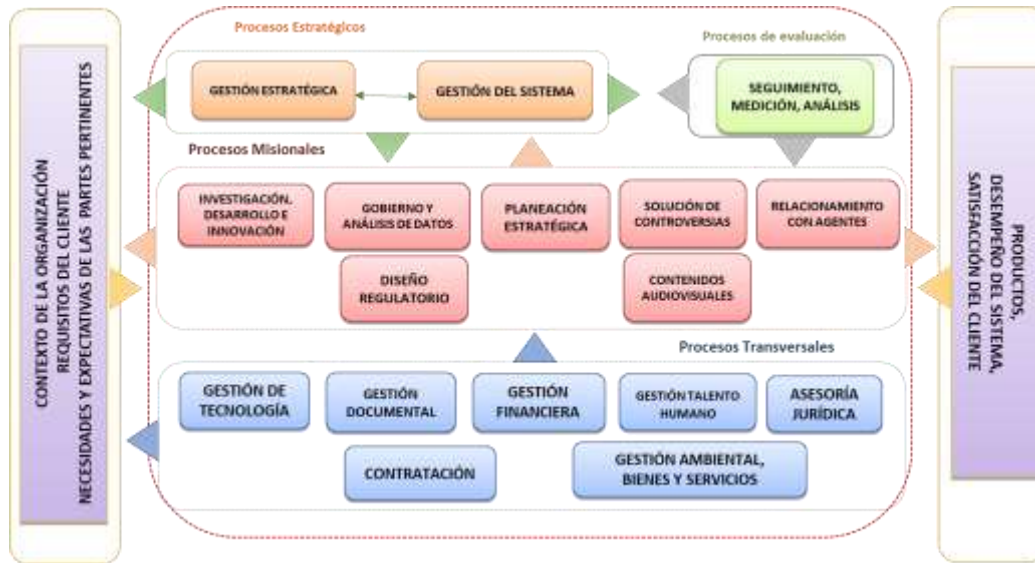 CONTEXTO DE LA ORGANIZACIÓN
REQUISITOS DEL CLIENTE
NECESIDADES Y EXPECTATIVAS DE LAS PARTES PERTINENTES
Procesos Estratégicos
Procesos de evaluación
GESTIÓN ESTRATÉGICA
GESTIÓN DEL SISTEMA
SEGUIMIENTO,
MEDICIÓN, ANÁLISIS
Procesos Misionales
INVESTIGACIÓN,
DESARROLLO E
INNOVACIÓN
GOBIERNO Y
ANÁLISIS DE DATOS
PLANEACIÓN
ESTRATÉGICA
SOLUCIÓN DE
CONTROVERSIAS
RELACIONAMIENTO
CON AGENTES
DISEÑO
REGULATORIO
CONTENIDOS
AUDIOVISUALES
Procesos Transversales
GESTIÓN DE
TECNOLOGÍA
GESTIÓN
DOCUMENTAL
GESTIÓN
FINANCIERA
GESTIÓN TALENTO
HUMANO
ASESORÍA
JURÍDICA
CONTRATACIÓN
GESTIÓN AMBIENTAL,
BIENES Y SERVICIOS
PRODUCTOS,
DESEMPEÑO DEL SISTEMA,
SATISFACCIÓN DEL CLIENTE